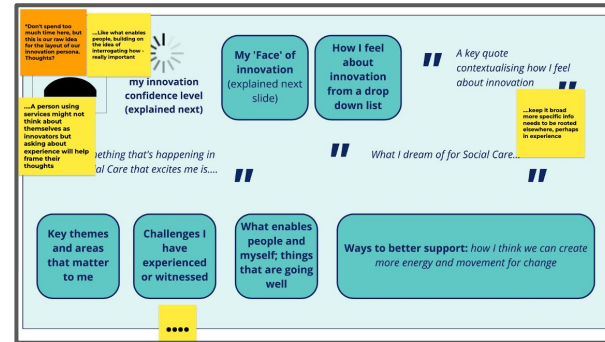 "Don't spend too
much time here, but
this is our raw idea
for the layout of our
innovation persona.
Thoughts?
...Like what enables
people, building on
the idea of
interrogating how -
really important
my innovation
confidence level
(explained next)
My 'Face' of
innovation
(explained next
slide)
How I feel
about
innovation
from a drop
down list
" A key quote
contextualising how I feel
about innovation "
....A person using
services might not
think about
themselves as
innovators but
asking about
experience will help
frame their
thoughts
...keep it broad
more specific info
needs to be rooted
elsewhere, perhaps
in experience
mething that's happening in
al Care that excites me is.... "
" What I dream of for Social Care... "
Key themes
and areas
that matter
to me
Challenges I
have
experienced
or witnessed
What enables
people and
myself; things
that are going
well
Ways to better support: how I think we can create
more energy and movement for change
....